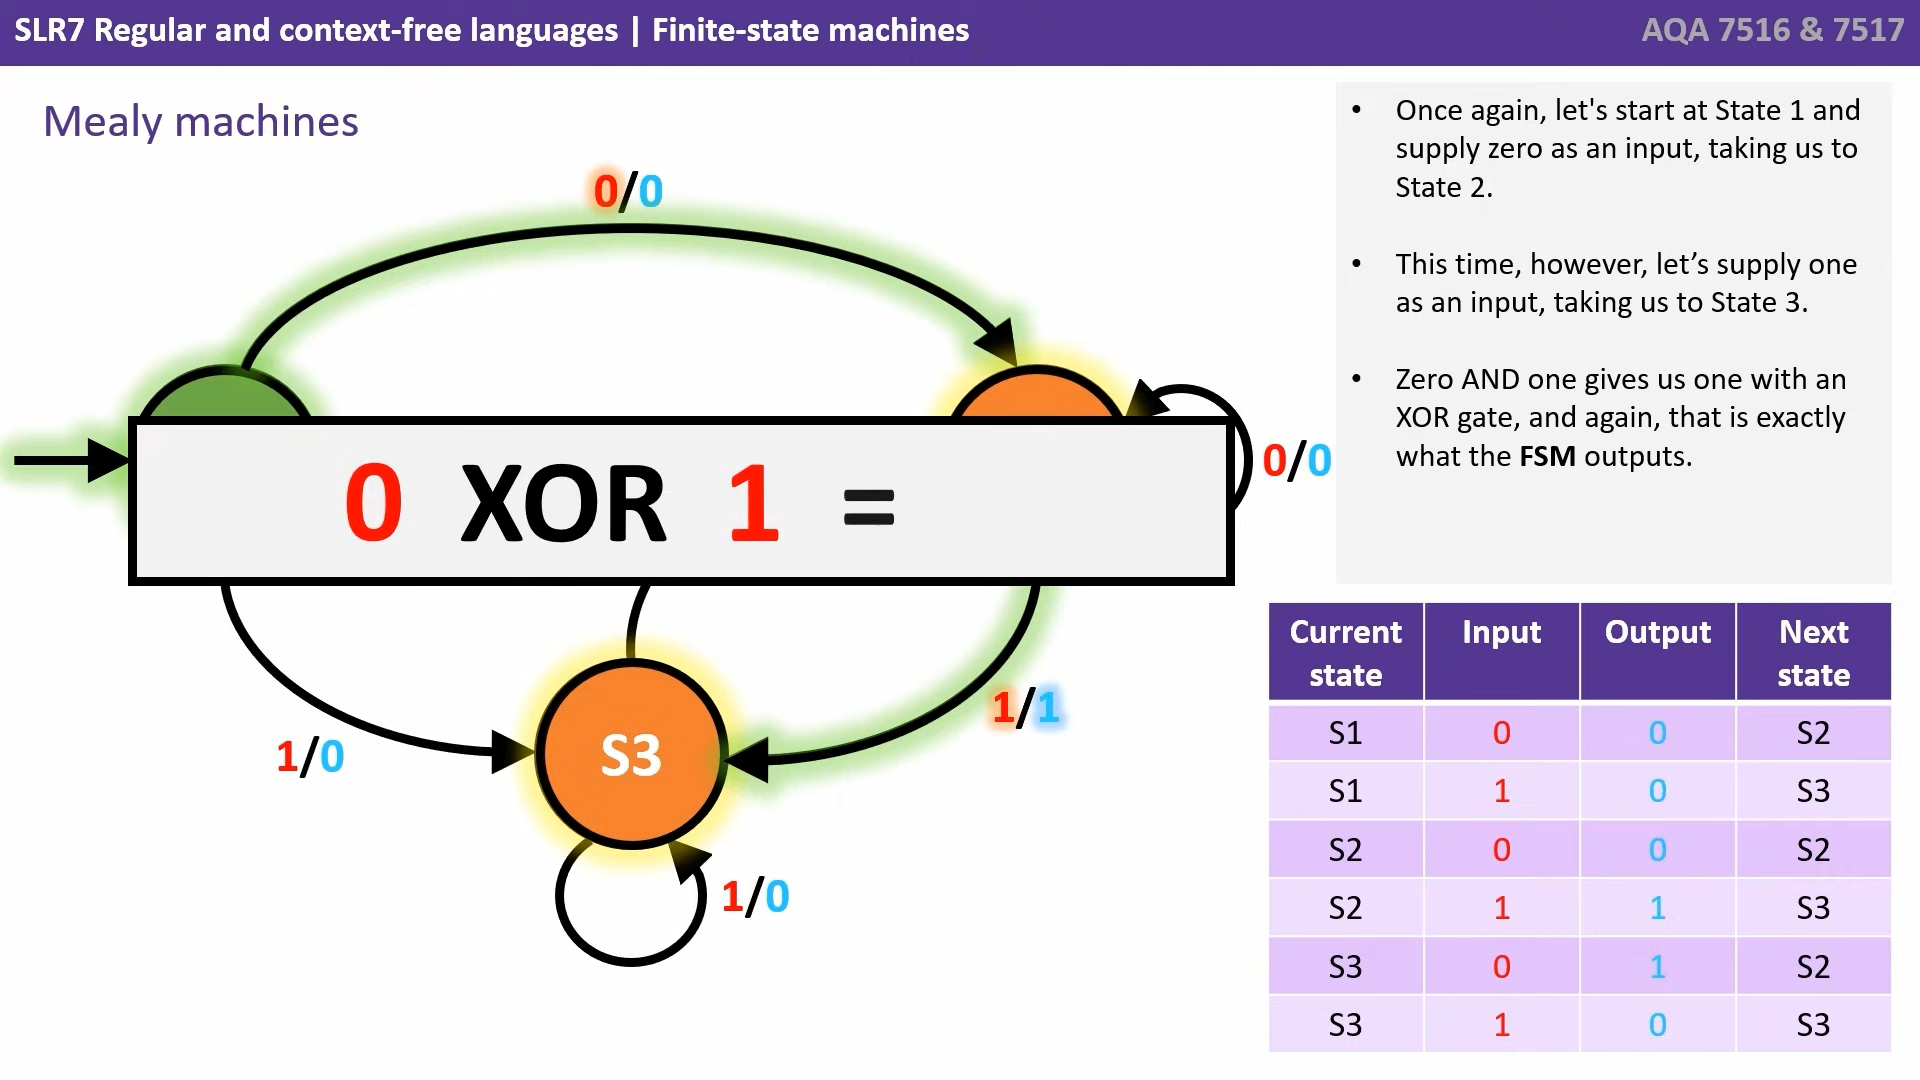 SLR7 Regular and context-free languages | Finite-state machines
AQA 7516 & 7517
Mealy machines
0/0
0 XOR 1 =
0/0
1/0
S3
1/1
1/0
• Once again, let's start at State 1 and
supply zero as an input, taking us to
State 2.
• This time, however, let’s supply one
as an input, taking us to State 3.
• Zero AND one gives us one with an
XOR gate, and again, that is exactly
what the FSM outputs.
Current state Input Output Next state
S1 0 0 S2
S1 1 0 S3
S2 0 0 S2
S2 1 1 S3
S3 0 1 S2
S3 1 0 S3